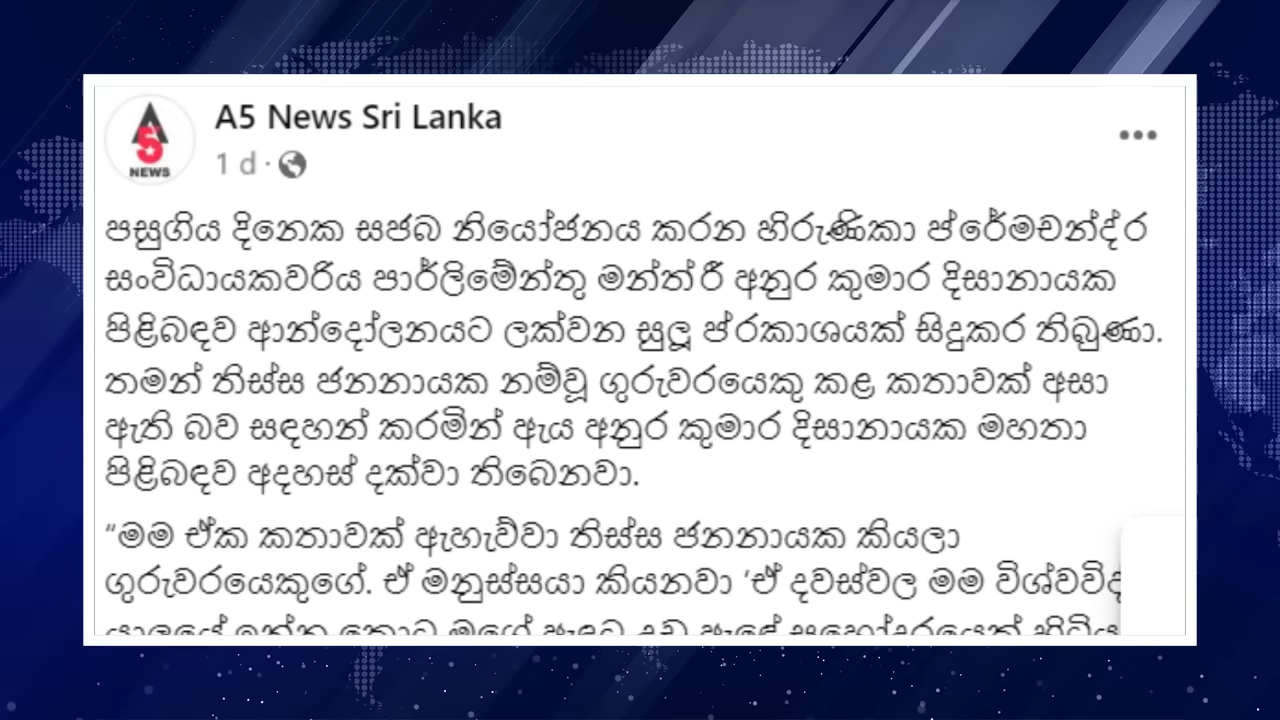 A5 News Sri Lanka
A
5
NEWS
1 d ·
පසුගිය දිනෙක සජබ නියෝජනය කරන හිරුණිකා ප්රේමචන්ද්ර
සංවිධායකවරිය පාර්ලිමේන්තු මන්ත්රී අනුර කුමාර දිසානායක
පිළිබඳව ආන්දෝලනයට ලක්වන සුලූ ප්රකාශයක් සිදුකර තිබුණා.
තමන් තිස්ස ජනනායක නම්වූ ගුරුවරයෙකු කළ කතාවක් අසා
ඇති බව සඳහන් කරමින් ඇය අනුර කුමාර දිසානායක මහතා
පිළිබඳව අදහස් දක්වා තිබෙනවා.
“මම ඒක කතාවක් ඇහැව්වා තිස්ස ජනනායක කියලා
ගුරුවරයෙකුගේ. ඒ මනුස්සයා කියනවා ‘ඒ දවස්වල මම